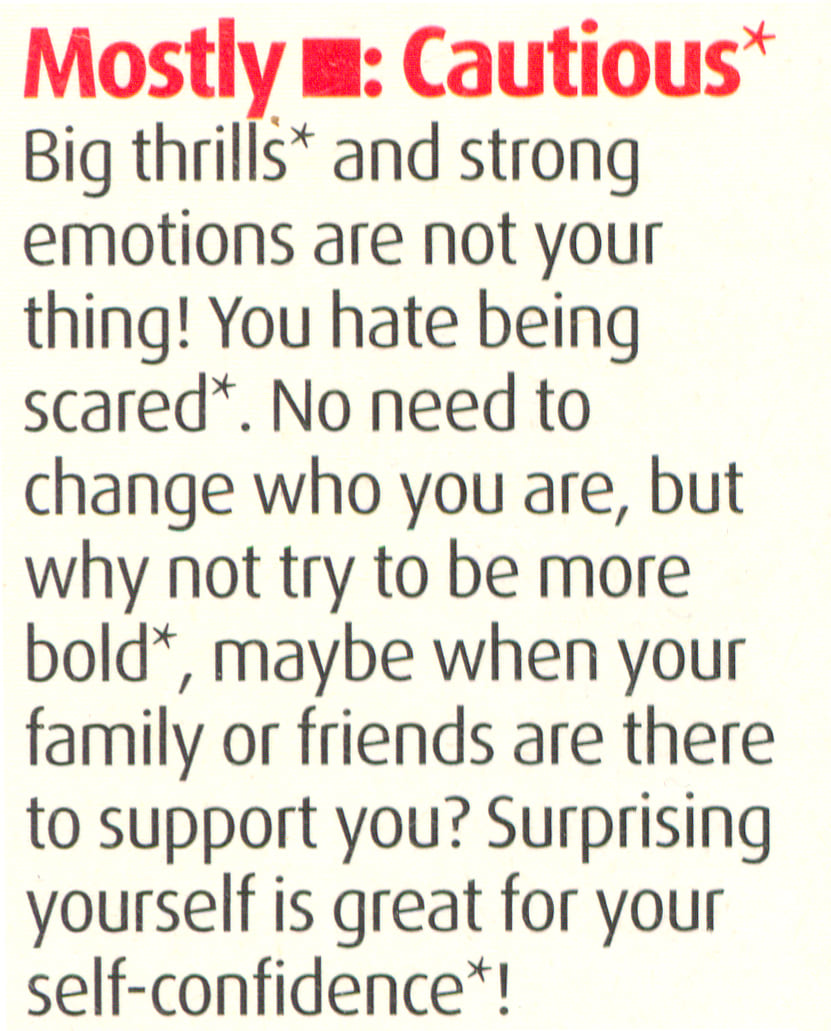 Mostly ■: Cautious*
Big thrills* and strong
emotions are not your
thing! You hate being
scared*. No need to
change who you are, but
why not try to be more
bold*, maybe when your
family or friends are there
to support you? Surprising
yourself is great for your
self-confidence*!